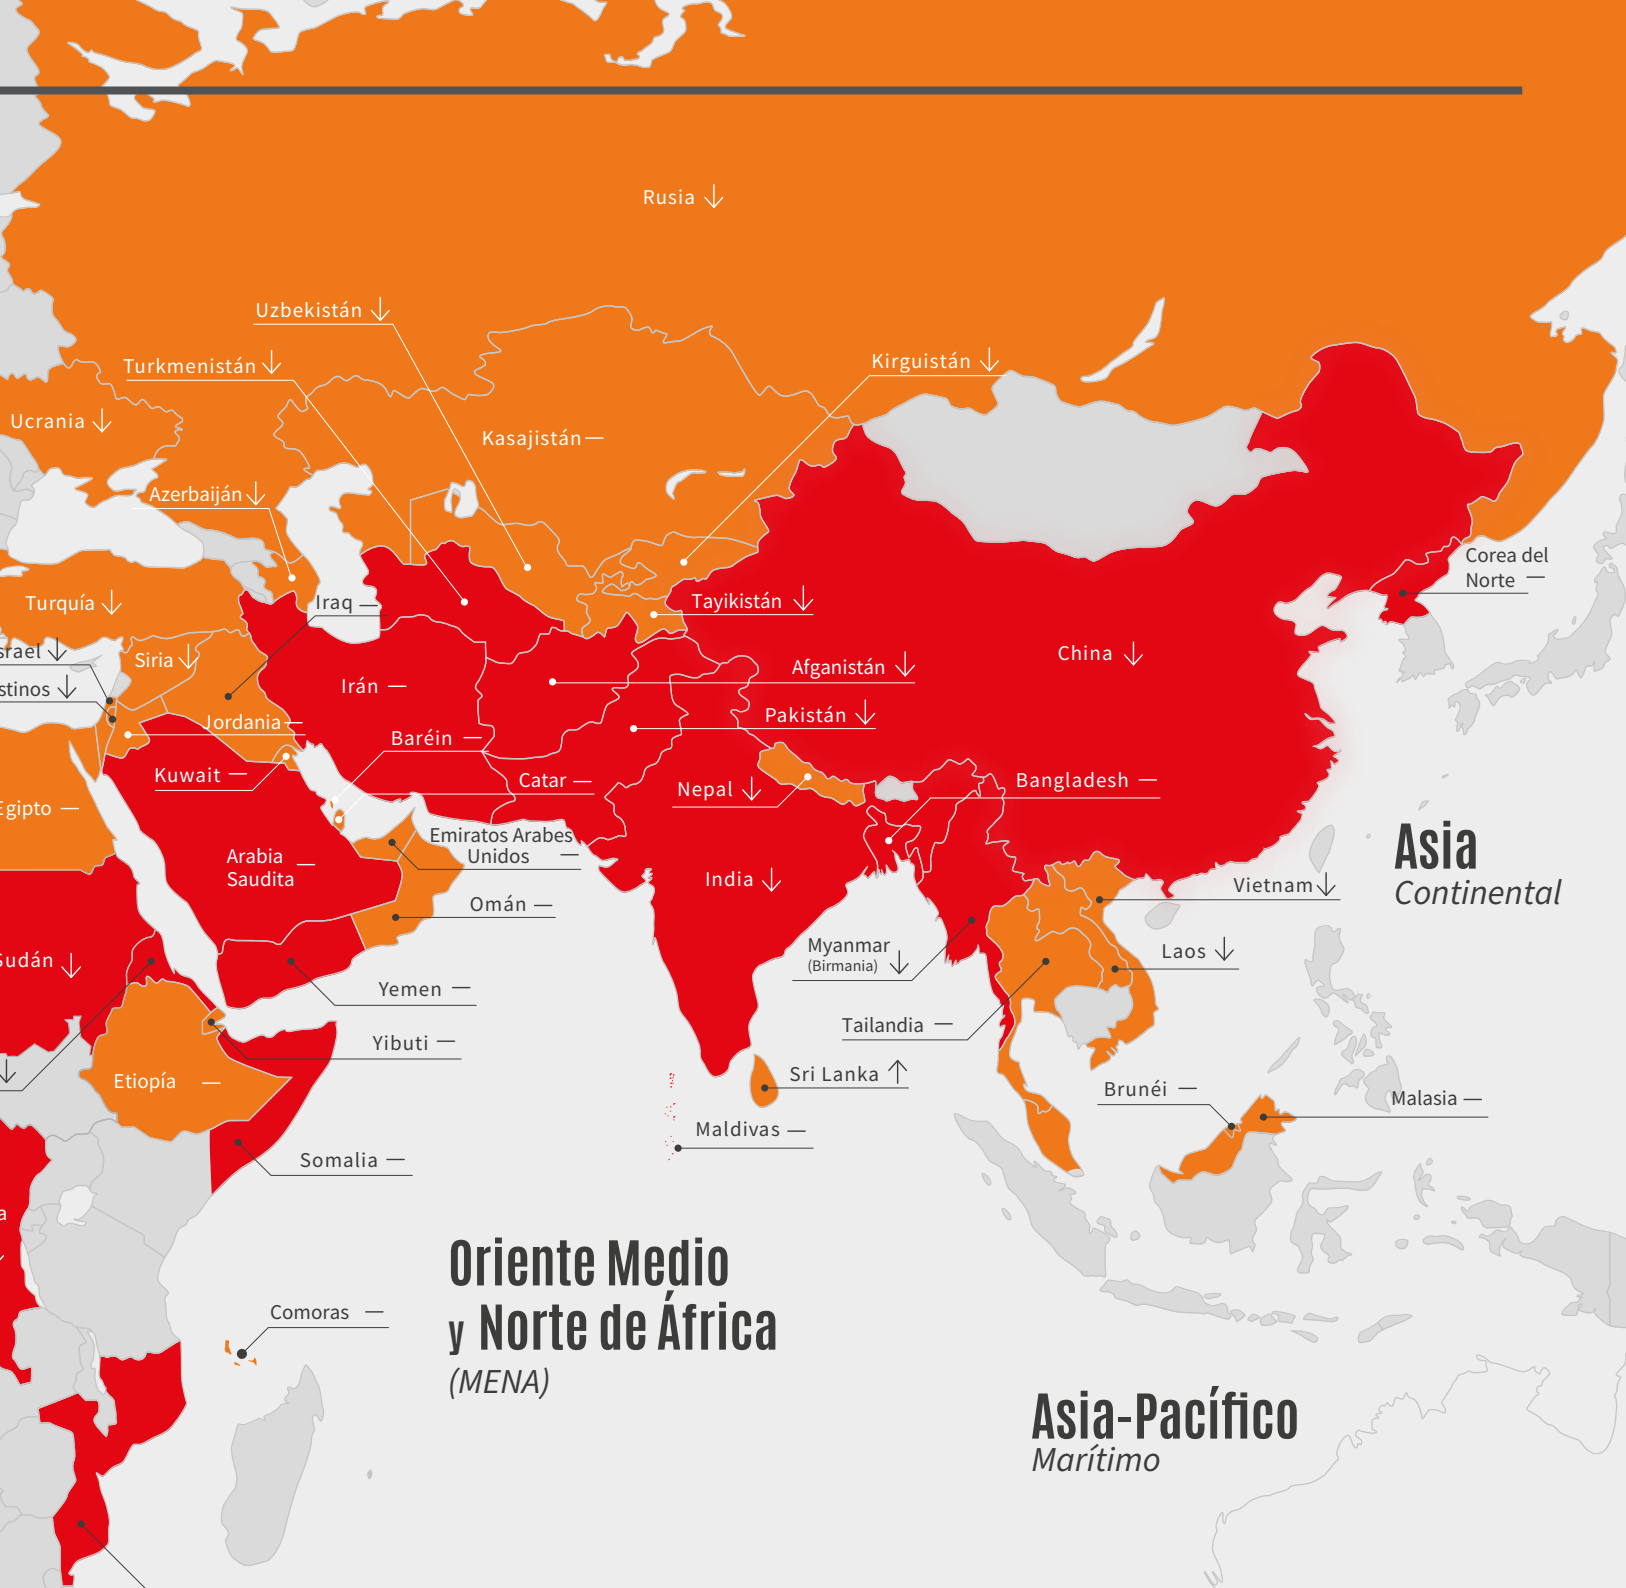 Rusia
Uzbekistán
Turkmenistán
Kirguistán
Ucrania
Kasajistán
Azerbaiján
Corea del
Norte
Turquía
Iraq
Tayikistán
srael
Siria
China
Afganistán
stinos
Irán
Jordania
Pakistán
Baréin
Kuwait
Catar
Nepal
Bangladesh
Egipto
Emiratos Arabes
Unidos
Asia
Continental
Arabia
Saudita
India
Vietnam
Omán
Myanmar
(Birmania)
Laos
Sudán
Yemen
Tailandia
Yibuti
Etiopía
Sri Lanka
Brunéi
Malasia
Maldivas
Somalia
a
Oriente Medio
y Norte de África
(MENA)
Comoras
Asia-Pacífico
Marítimo